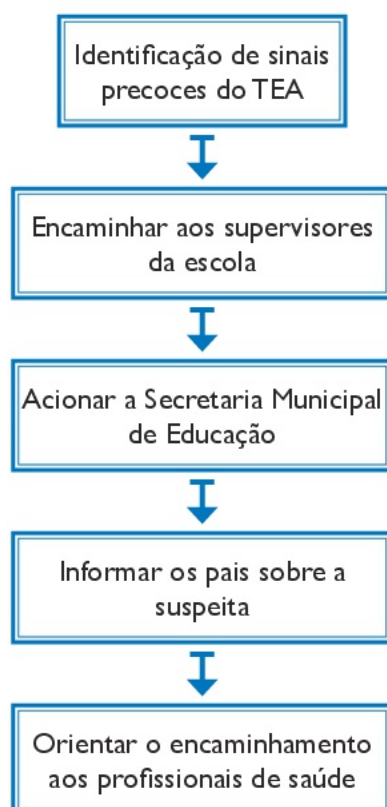 Identificação de sinais
precoces do TEA
Encaminhar aos supervisores
da escola
Acionar a Secretaria Municipal
de Educação
Informar os pais sobre a
suspeita
Orientar o encaminhamento
aos profissionais de saúde